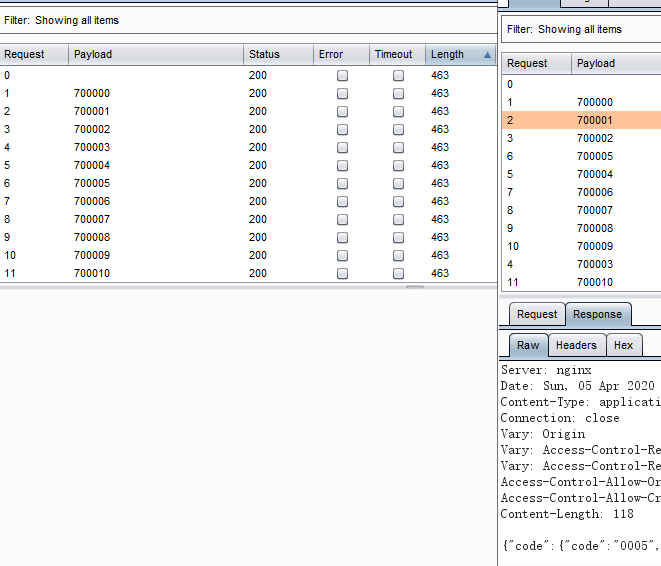 Filter: Showing all items
Request Payload Status Error Timeout Length
0 200 463
1 700000 200 463
2 700001 200 463
3 700002 200 463
4 700003 200 463
5 700004 200 463
6 700005 200 463
7 700006 200 463
8 700007 200 463
9 700008 200 463
10 700009 200 463
11 700010 200 463
Filter: Showing all items
Request Payload
0
1 700000
2 700001
3 700002
6 700005
5 700004
7 700006
8 700007
9 700008
10 700009
4 700003
11 700010
Request Response
Raw Headers Hex
Server: nginx
Date: Sun, 05 Apr 2020
Content-Type: applicati
Connection: close
Vary: Origin
Vary: Access-Control-Re
Vary: Access-Control-Re
Access-Control-Allow-Or
Access-Control-Allow-Cr
Content-Length: 118
{"code":{"code":"0005",